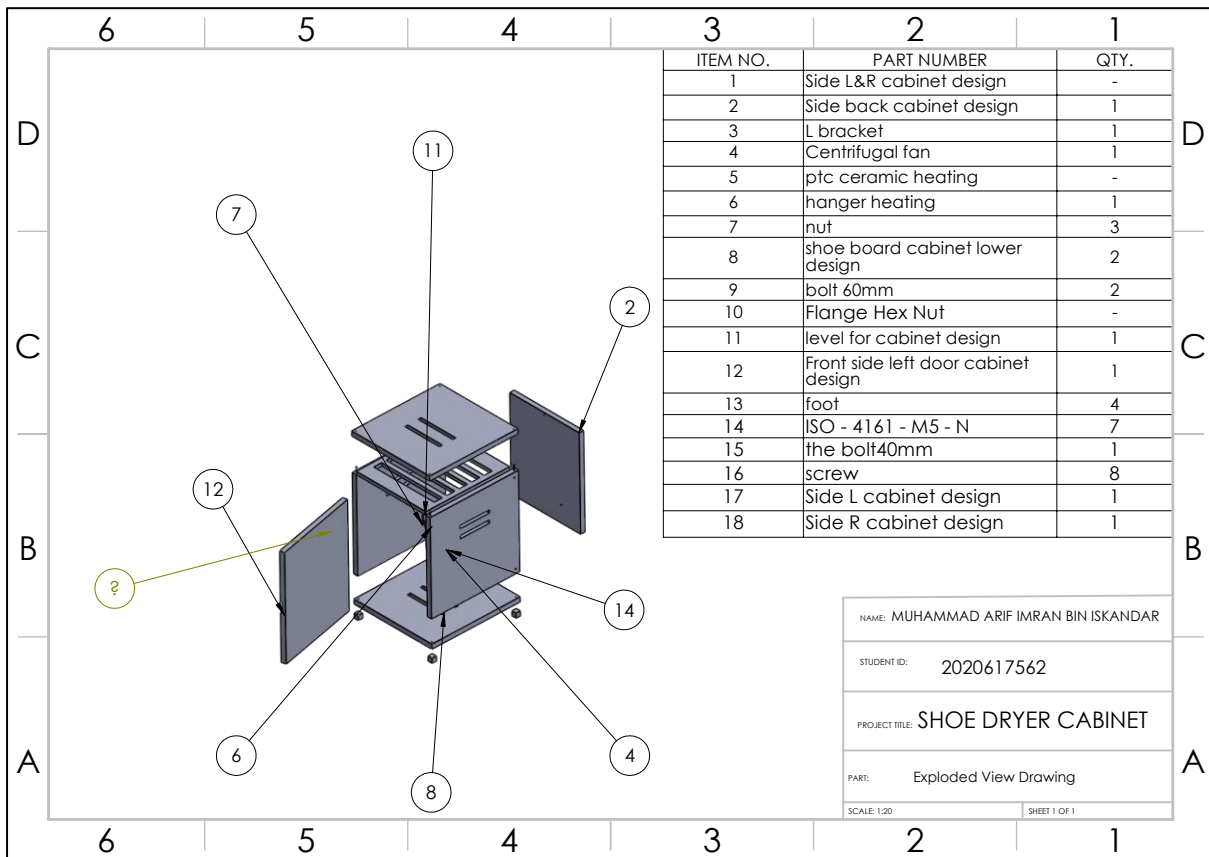 6 5 4 3 2 1
ITEM NO. PART NUMBER QTY.
1 Side L&R cabinet design -
2 Side back cabinet design 1
3 L bracket 1
4 Centrifugal fan 1
5 ptc ceramic heating -
6 hanger heating 1
7 nut 3
8 shoe board cabinet lower
design 2
9 bolt 60mm 2
10 Flange Hex Nut -
11 level for cabinet design 1
12 Front side left door cabinet
design 1
13 foot 4
14 ISO - 4161 - M5 - N 7
15 the bolt40mm 1
16 screw 8
17 Side L cabinet design 1
18 Side R cabinet design 1
D D
11
7
2
C C
12
B B
?
14
6
4
8
NAME: MUHAMMAD ARIF IMRAN BIN ISKANDAR
STUDENT ID: 2020617562
PROJECT TITLE: SHOE DRYER CABINET
A A
PART: Exploded View Drawing
SCALE: 1:20 SHEET 1 OF 1
6 5 4 3 2 1